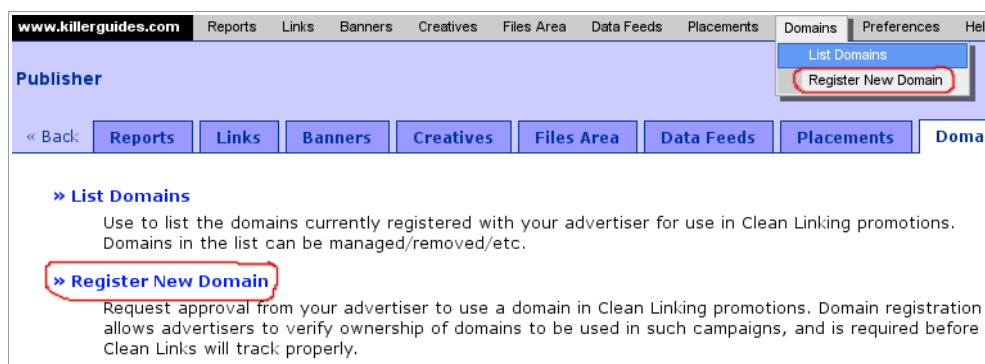 www.killerguides.com Reports Links Banners Creatives Files Area Data Feeds Placements Domains Preferences Hel
List Domains
Publisher
Register New Domain
« Back Reports Links Banners Creatives Files Area Data Feeds Placements Doma
» List Domains
Use to list the domains currently registered with your advertiser for use in Clean Linking promotions.
Domains in the list can be managed/removed/etc.
» Register New Domain
Request approval from your advertiser to use a domain in Clean Linking promotions. Domain registration
allows advertisers to verify ownership of domains to be used in such campaigns, and is required before
Clean Links will track properly.